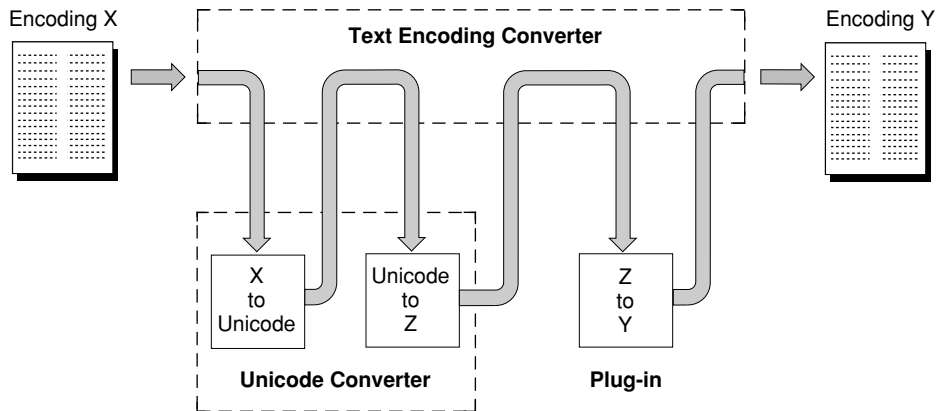 Encoding X
Encoding Y
Text Encoding Converter
X
to
Unicode
Unicode
to
Z
Z
to
Y
Unicode Converter
Plug-in